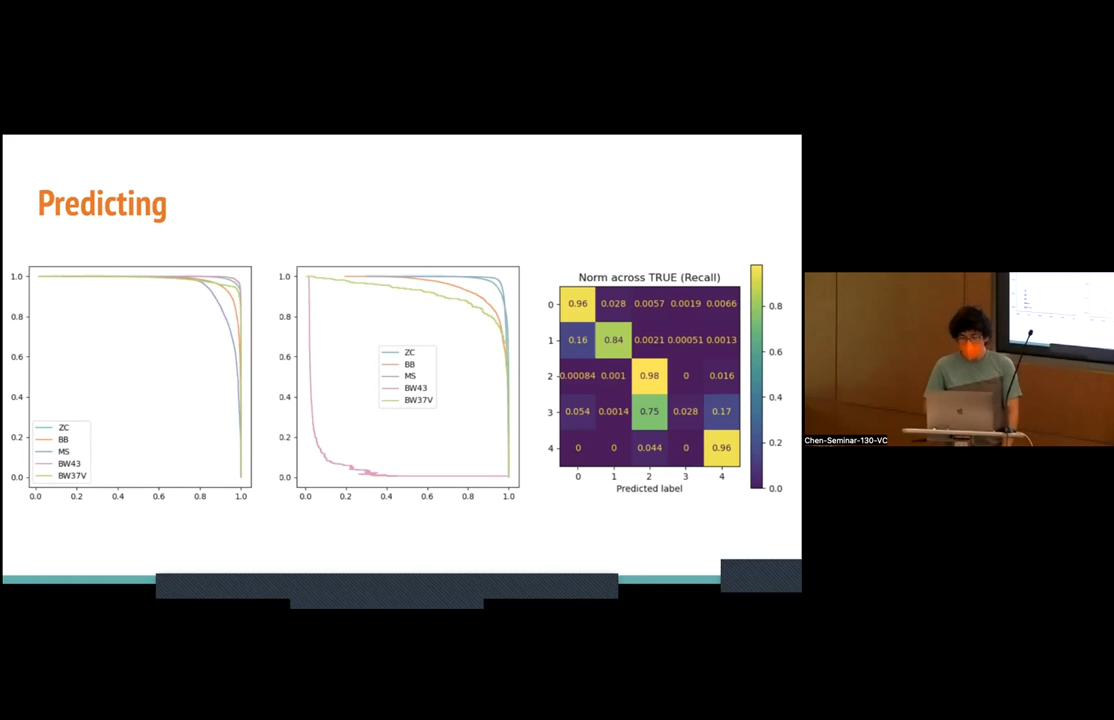 Predicting
1.0
0.8
0.6
0.4
0.2
0.0
ZC
BB
MS
BW43
BW37V
0.0 0.2 0.4 0.6 0.8 1.0
1.0
0.8
0.6
0.4
0.2
0.0
ZC
BB
MS
BW43
BW37V
0.0 0.2 0.4 0.6 0.8 1.0
Norm across TRUE (Recall)
0 0.96 0.028 0.0057 0.0019 0.0066
1 0.16 0.84 0.0021 0.00051 0.0013
2 0.00084 0.001 0.98 0 0.016
3 0.054 0.0014 0.75 0.028 0.17
4 0 0 0.044 0 0.96
0 1 2 3 4
Predicted label
0.8
0.6
0.4
0.2
0.0
Chen-Seminar-130-VC